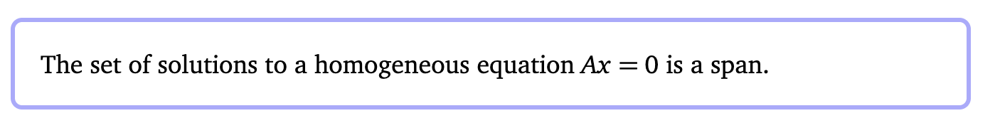 The set of solutions to a homogeneous equation Ax = 0 is a span.